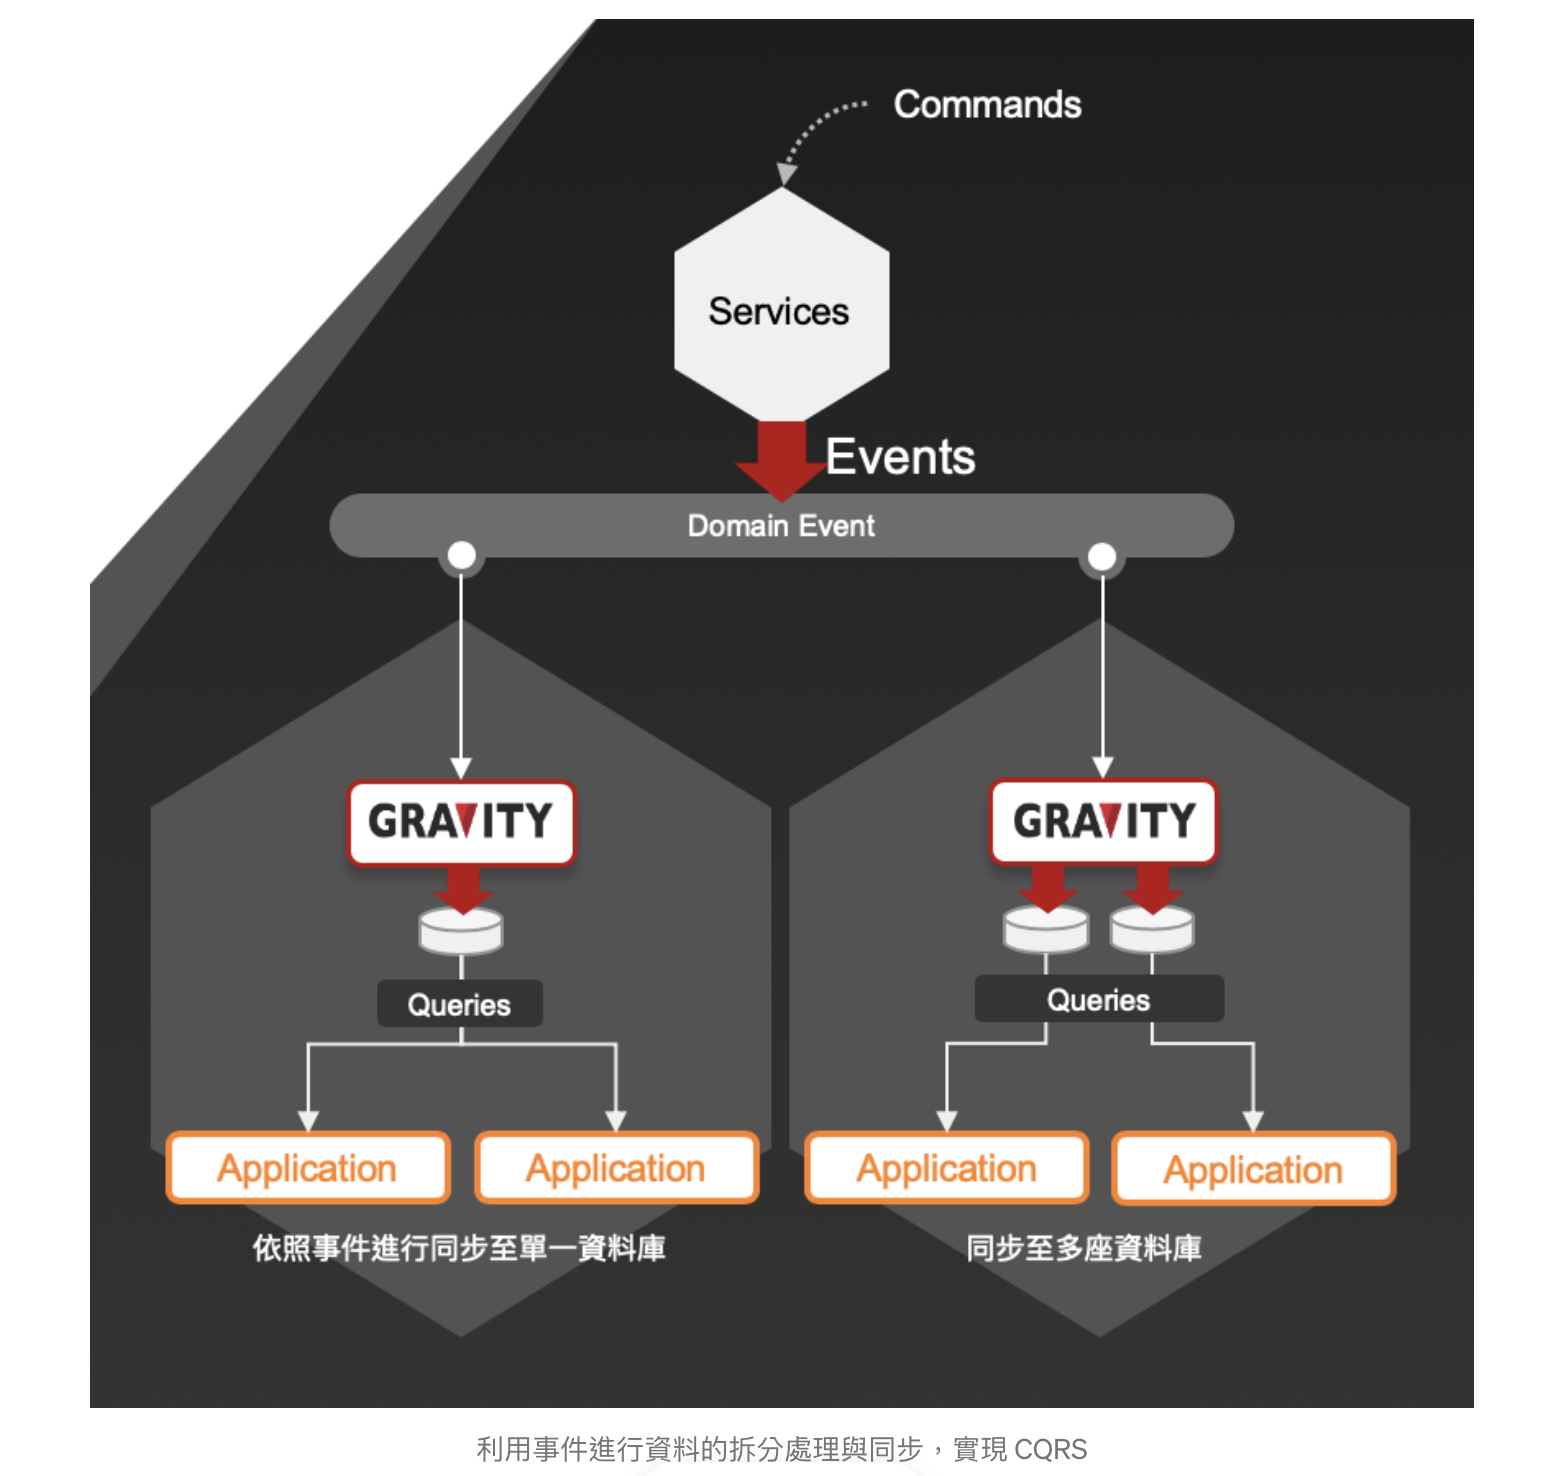 Commands
Services
Events
Domain Event
GRAVITY
GRAVITY
Queries
Queries
Application
Application
Application
Application
依照事件進行同步至單一資料庫
同步至多座資料庫
利用事件進行資料的拆分處理與同步，實現 CQRS